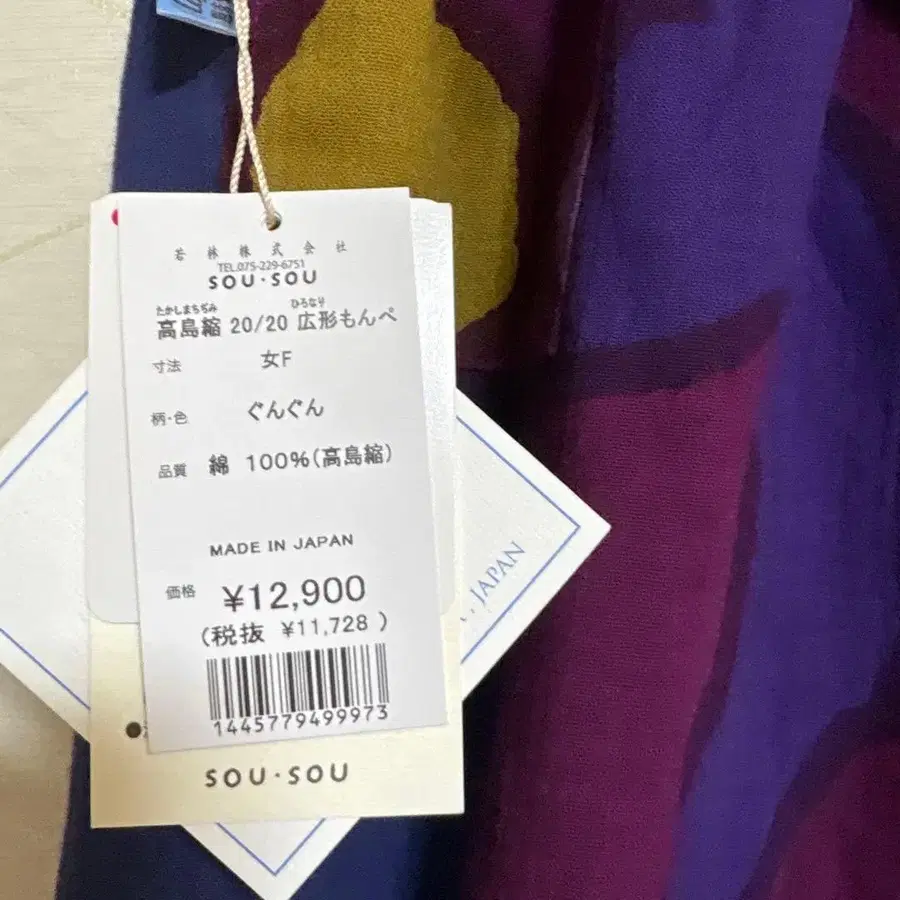 若林株式会社
TEL.075-229-6751
SOU・SOU
たかしまちぢみ ひろなり
高島縮 20/20 広形もんぺ
寸法 女F
柄・色 ぐんぐん
品質 綿 100%(高島縮)
MADE IN JAPAN
価格 ¥12,900
(税抜 ¥11,728 )
1445779499973
SOU・SOU
JAPAN